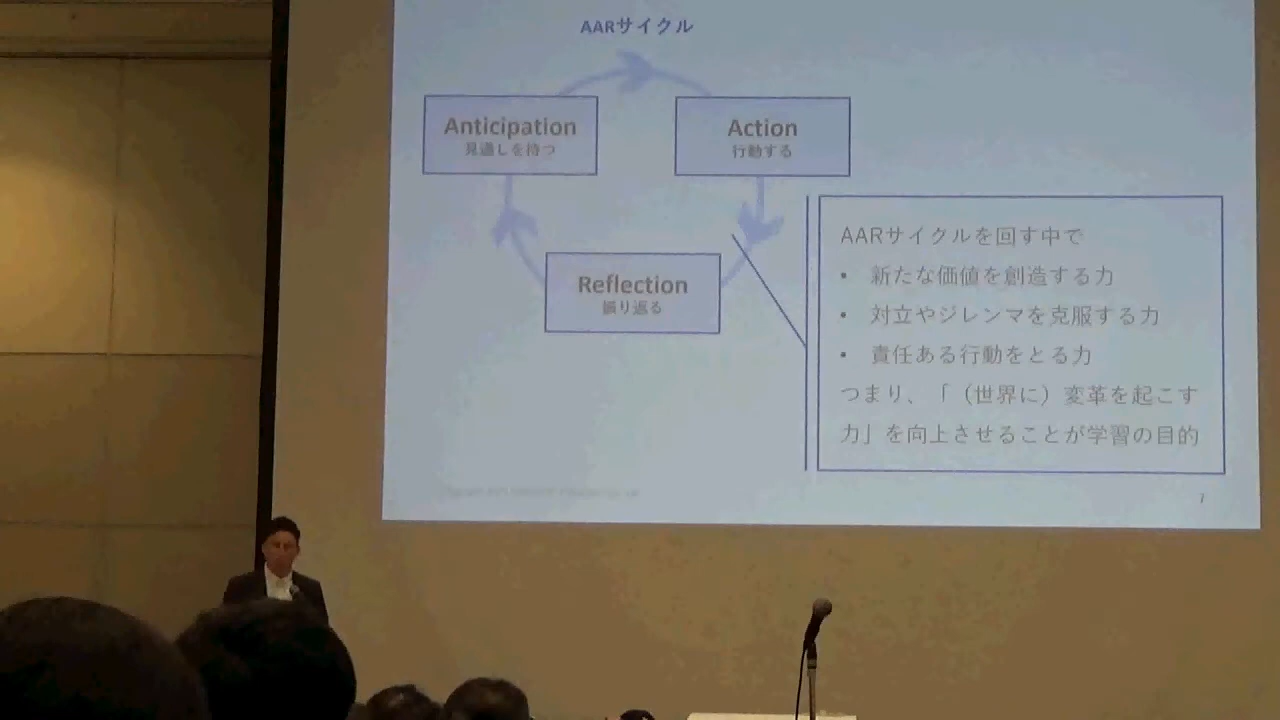 AARサイクル
Anticipation
見通しを持つ
Action
行動する
Reflection
振り返る
AARサイクルを回す中で
• 新たな価値を創造する力
• 対立やジレンマを克服する力
• 責任ある行動をとる力
つまり、「（世界に）変革を起こす
力」を向上させることが学習の目的
7